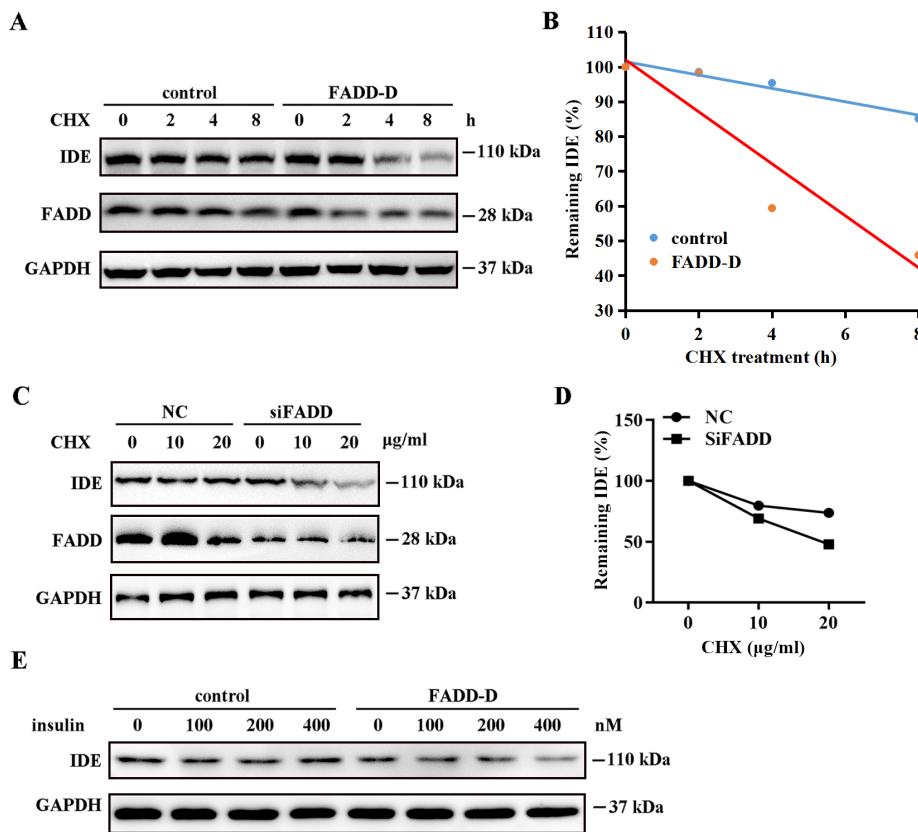 A
control FADD-D
CHX 0 2 4 8 0 2 4 8 h
IDE –110 kDa
FADD –28 kDa
GAPDH –37 kDa
B
100
90
80
70
60
50
40
30
0 2 4 6 8
Remaining IDE (%)
control
FADD-D
CHX treatment (h)
C
NC siFADD
CHX 0 10 20 0 10 20 μg/ml
IDE –110 kDa
FADD –28 kDa
GAPDH –37 kDa
D
150
100
50
0
0 10 20
Remaining IDE (%)
NC
SiFADD
CHX (μg/ml)
E
control FADD-D
insulin 0 100 200 400 0 100 200 400 nM
IDE –110 kDa
GAPDH –37 kDa